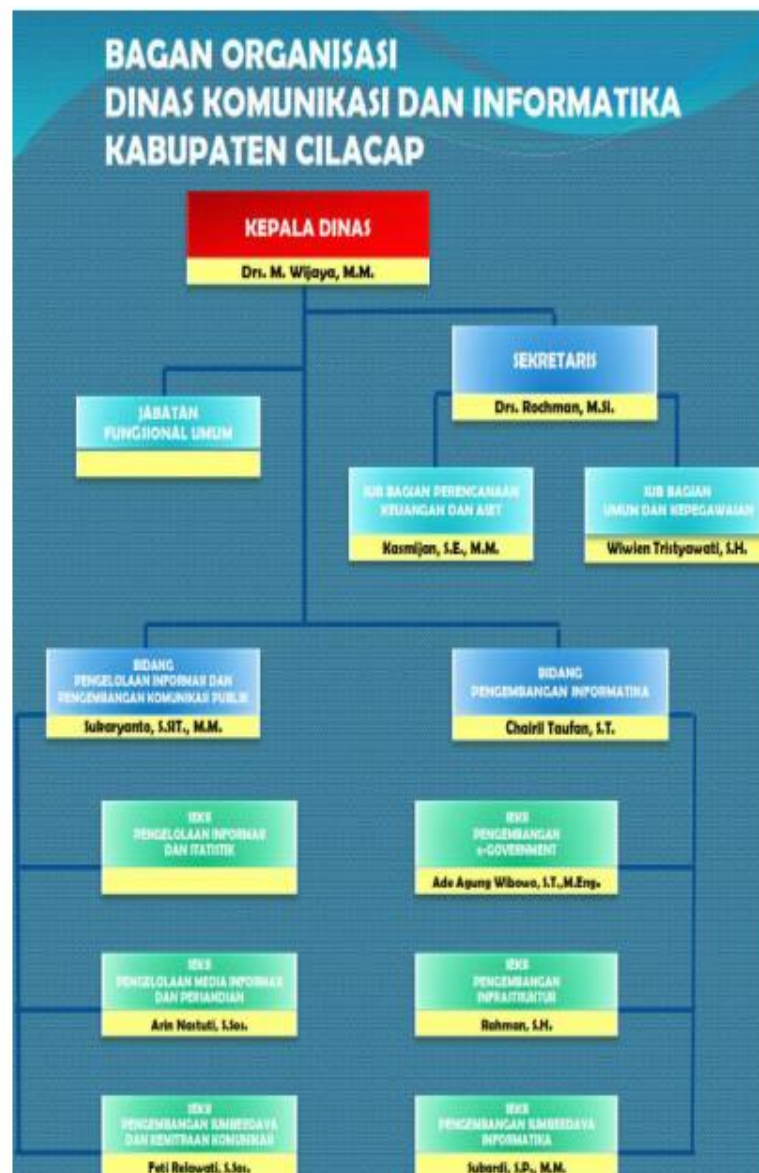 BAGAN ORGANISASI
DINAS KOMUNIKASI DAN INFORMATIKA
KABUPATEN CILACAP
KEPALA DINAS
Drs. M. Wijaya, M.M.
SEKRETARIS
Drs. Rochman, M.Si.
JABATAN
FUNGSIONAL UMUM
SUB BAGIAN PERENCANAAN
KEUANGAN DAN ASET
Kasmijan, S.E., M.M.
SUB BAGIAN
UMUM DAN KEPEGAWAIAN
Wiwien Tristyawati, S.H.
BIDANG
PENGELOLAAN INFORMASI DAN
PENGEMBANGAN KOMUNIKASI PUBLIK
Sukaryanto, S.SiT., M.M.
BIDANG
PENGEMBANGAN INFORMATIKA
Chairil Taufan, S.T.
SEKSI
PENGELOLAAN INFORMASI
DAN STATISTIK
SEKSI
PENGEMBANGAN
e-GOVERNMENT
Ade Agung Wibowo, S.T.,M.Eng.
SEKSI
PENGELOLAAN MEDIA INFORMASI
DAN PERSANDIAN
Arin Nastuti, S.Sos.
SEKSI
PENGEMBANGAN
INFRASTRUKTUR
Rahman, S.H.
SEKSI
PENGEMBANGAN SUMBERDAYA
DAN KEMITRAAN KOMUNIKASI
Feti Relawati, S.Sos.
SEKSI
PENGEMBANGAN SUMBERDAYA
INFORMATIKA
Subardi, S.P., M.M.